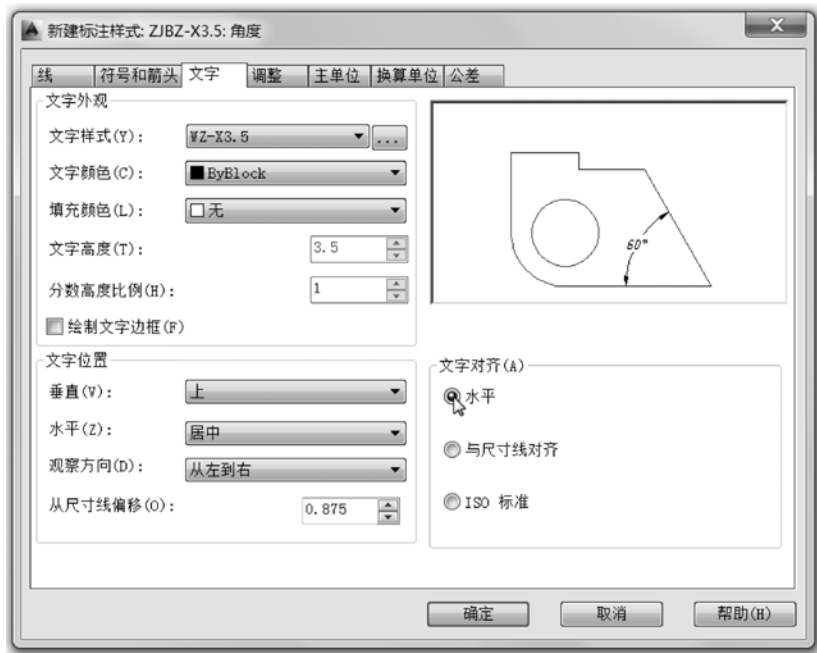 新建标注样式: ZJBZ-X3.5: 角度
线 符号和箭头 文字 调整 主单位 换算单位 公差
文字外观
文字样式(Y): WZ-X3.5 ...
文字颜色(C): ByBlock
填充颜色(L): 无
文字高度(T): 3.5
分数高度比例(H): 1
绘制文字边框(F)
60°
文字位置
垂直(V): 上
水平(Z): 居中
观察方向(D): 从左到右
从尺寸线偏移(O): 0.875
文字对齐(A)
水平
与尺寸线对齐
ISO 标准
确定 取消 帮助(H)